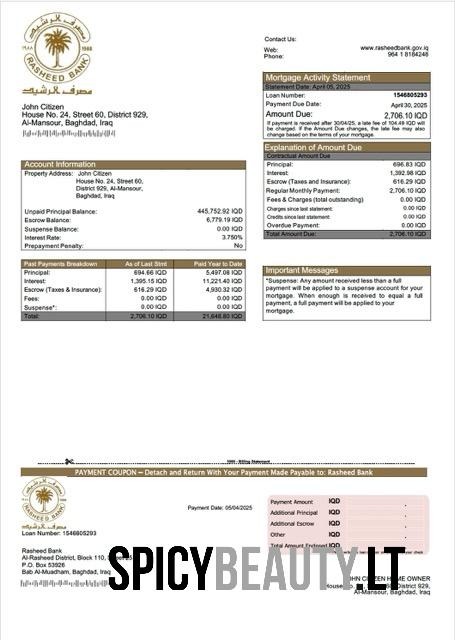 مصرف الرشيد
١٩٨٨ 1988
RASHEED BANK
مصرف الرشيد
Contact Us:
Web: www.rasheedbank.gov.iq
Phone: 964 1 8184248
John Citizen
House No. 24, Street 60, District 929,
Al-Mansour, Baghdad, Iraq
Mortgage Activity Statement
Statement Date: April 05, 2025
Loan Number: 1546805293
Payment Due Date: April 30, 2025
Amount Due: 2,706.10 IQD
If payment is received after 30/04/25, a late fee of 104.49 IQD will
be charged. If the Amount Due changes, the late fee may also
change based on the terms of your mortgage.
Explanation of Amount Due
Contractual Amount Due
Principal: 696.83 IQD
Interest: 1,392.98 IQD
Escrow (Taxes and Insurance): 616.29 IQD
Regular Monthly Payment: 2,706.10 IQD
Fees & Charges (total outstanding) 0.00 IQD
Charges since last statement: 0.00 IQD
Credits since last statement: 0.00 IQD
Overdue Payment: 0.00 IQD
Total Amount Due: 2,706.10 IQD
Account Information
Property Address: John Citizen
House No. 24, Street 60,
District 929, Al-Mansour,
Baghdad, Iraq
Unpaid Principal Balance: 445,752.92 IQD
Escrow Balance: 6,779.19 IQD
Suspense Balance: 0.00 IQD
Interest Rate: 3.750%
Prepayment Penalty: No
Past Payments Breakdown As of Last Stmt Paid Year to Date
Principal: 694.66 IQD 5,497.08 IQD
Interest: 1,395.15 IQD 11,221.40 IQD
Escrow (Taxes & Insurance): 616.29 IQD 4,930.32 IQD
Fees: 0.00 IQD 0.00 IQD
Suspense*: 0.00 IQD 0.00 IQD
Total: 2,706.10 IQD 21,648.80 IQD
Important Messages
*Suspense: Any amount received less than a full
payment will be applied to a suspense account for your
mortgage. When enough is received to equal a full
payment, a full payment will be applied to your
mortgage.
Billing Statement
PAYMENT COUPON – Detach and Return With Your Payment Made Payable to: Rasheed Bank
RASHEED BANK
مصرف الرشيد
Loan Number: 1546805293
Payment Date: 05/04/2025
Payment Amount IQD .
Additional Principal IQD .
Additional Escrow IQD .
Other IQD .
Total Amount Enclosed IQD
Rasheed Bank
Al-Rasheed District, Block 110,
P.O. Box 53926
Bab Al-Muadham, Baghdad, Iraq
CITIZEN HOME OWNER
Al-Mansour, Baghdad, Iraq
SPICYBEAUTY.LT